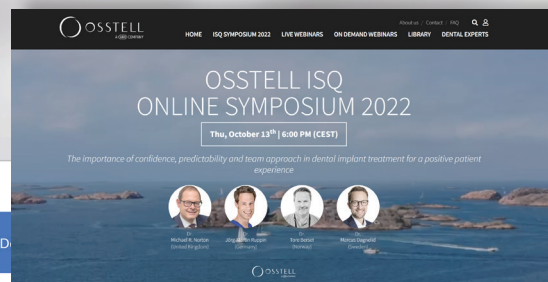 OSSTELL
A COMPANY
About us / Contact / FAQ
HOME ISQ SYMPOSIUM 2022 LIVE WEBINARS ON DEMAND WEBINARS LIBRARY DENTAL EXPERTS
OSSTELL ISQ
ONLINE SYMPOSIUM 2022
Thu, October 13th | 6:00 PM (CEST)
The importance of confidence, predictability and team approach in dental implant treatment for a positive patient
experience
Dr. Dr. Dr. Dr.
Michael R. Norton Tore Marcus Dagnelid
(United Kingdom) (Germany) (Norway) (Sweden)
OSSTELL